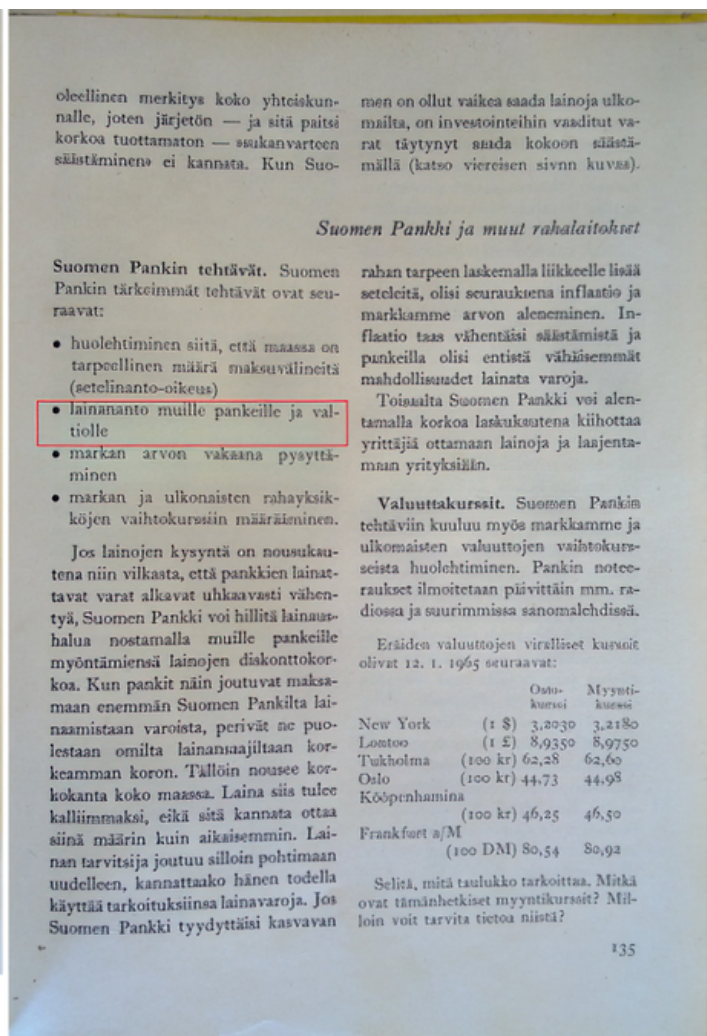 oleellinen merkitys koko yhteiskun-
nalle, joten järjetön — ja sitä paitsi
korkoa tuottamaton — »sukanvarteen
säästäminen» ei kannata. Kun Suo-
men on ollut vaikea saada lainoja ulko-
mailta, on investointeihin vaaditut va-
rat täytynyt saada kokoon säästä-
mällä (katso viereisen sivun kuvaa).
Suomen Pankki ja muut rahalaitokset
Suomen Pankin tehtävät. Suomen
Pankin tärkeimmät tehtävät ovat seu-
raavat:
• huolehtiminen siitä, että maassa on
tarpeellinen määrä maksuvälineitä
(setelinanto-oikeus)
• lainananto muille pankeille ja val-
tiolle
• markan arvon vakaana pysyttä-
minen
• markan ja ulkomaisten rahayksik-
köjen vaihtokurssin määrääminen.
Jos lainojen kysyntä on nousukau-
tena niin vilkasta, että pankkien lainat-
tavat varat alkavat uhkaavasti vähen-
tyä, Suomen Pankki voi hillitä lainaus-
halua nostamalla muille pankeille
myöntämiensä lainojen diskonttokor-
koa. Kun pankit näin joutuvat maksa-
maan enemmän Suomen Pankilta lai-
naamistaan varoista, perivät ne puo-
lestaan omilta lainansaajiltaan kor-
keamman koron. Tällöin nousee kor-
kokanta koko maassa. Laina siis tulee
kalliimmaksi, eikä sitä kannata ottaa
siinä määrin kuin aikaisemmin. Lai-
nan tarvitsija joutuu silloin pohtimaan
uudelleen, kannattaako hänen todella
käyttää tarkoituksiinsa lainavaroja. Jos
Suomen Pankki tyydyttäisi kasvavan
rahan tarpeen laskemalla liikkeelle lisää
seteleitä, olisi seurauksena inflaatio ja
markkamme arvon aleneminen. In-
flaatio taas vähentäisi säästämistä ja
pankeilla olisi entistä vähäisemmät
mahdollisuudet lainata varoja.
Toisaalta Suomen Pankki voi alen-
tamalla korkoa laskukautena kiihottaa
yrittäjiä ottamaan lainoja ja laajenta-
maan yrityksiään.
Valuuttakurssit. Suomen Pankin
tehtäviin kuuluu myös markkamme ja
ulkomaisten valuuttojen vaihtokurs-
seista huolehtiminen. Pankin notee-
raukset ilmoitetaan päivittäin mm. ra-
diossa ja suurimmissa sanomalehdissä.
Eräiden valuuttojen viralliset kurssit
olivat 12. 1. 1965 seuraavat:
Osto- Myynti-
kurssi kurssi
New York (1 $) 3,2030 3,2180
Lontoo (1 £) 8,9350 8,9750
Tukholma (100 kr) 62,28 62,60
Oslo (100 kr) 44,73 44,98
Kööpenhamina
(100 kr) 46,25 46,50
Frankfurt a/M
(100 DM) 80,54 80,92
Selitä, mitä taulukko tarkoittaa. Mitkä
ovat tämänhetkiset myyntikurssit? Mil-
loin voit tarvita tietoa niistä?
135